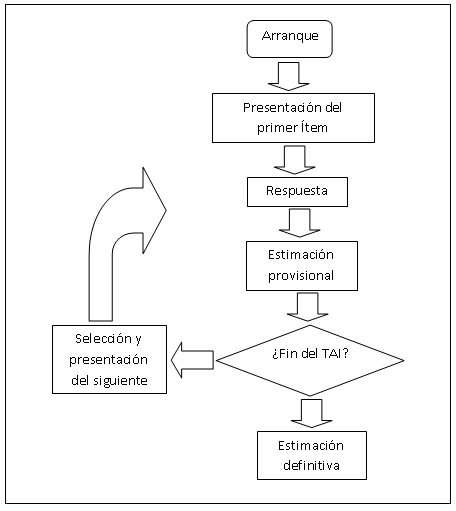 Arranque
Presentación del
primer Ítem
Respuesta
Estimación
provisional
¿Fin del TAI?
Selección y
presentación
del siguiente
Estimación
definitiva